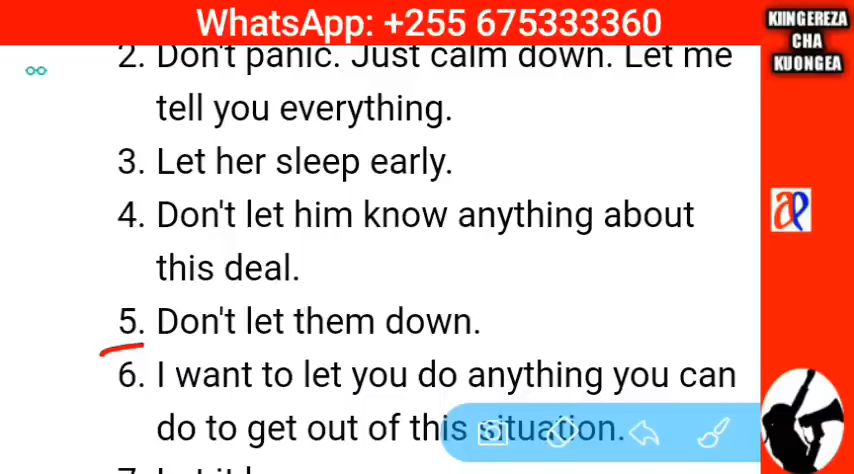 WhatsApp: +255 675333360
KIINGEREZA
CHA
KUONGEA
2. Don't panic. Just calm down. Let me
tell you everything.
3. Let her sleep early.
4. Don't let him know anything about
this deal.
5. Don't let them down.
6. I want to let you do anything you can
do to get out of this situation.